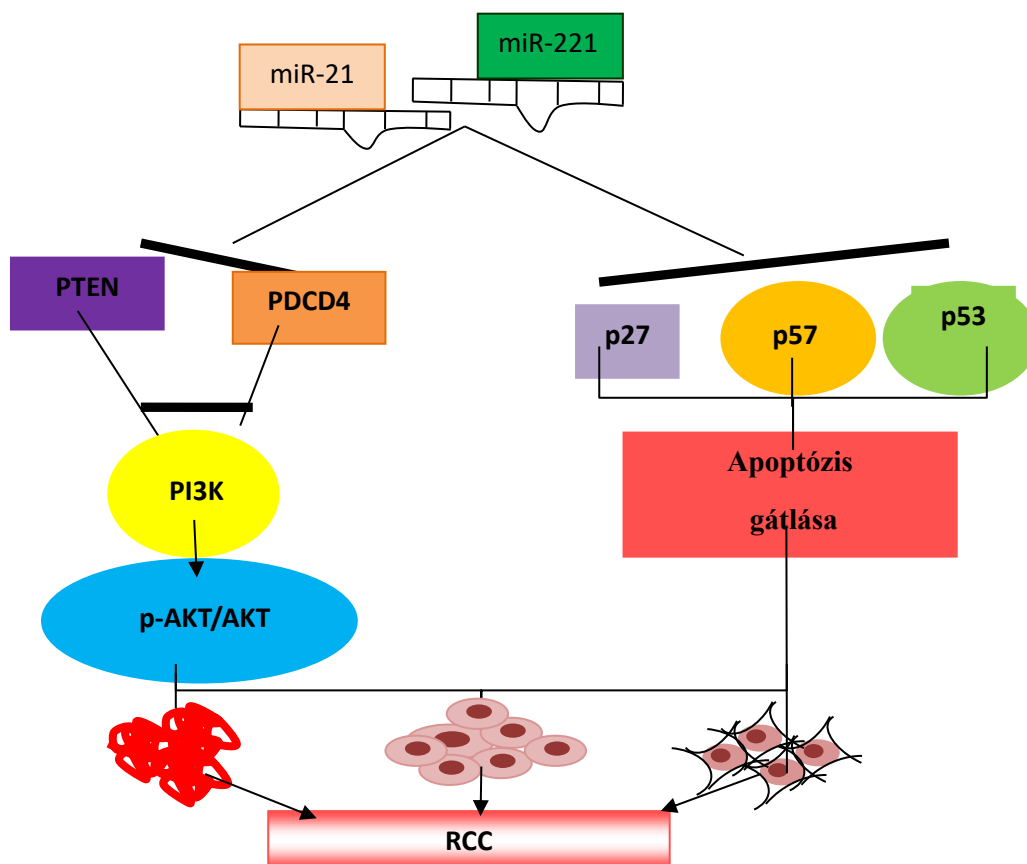 miR-21
miR-221
PTEN
PDCD4
p27
p57
p53
PI3K
Apoptózis
gátlása
p-AKT/AKT
RCC